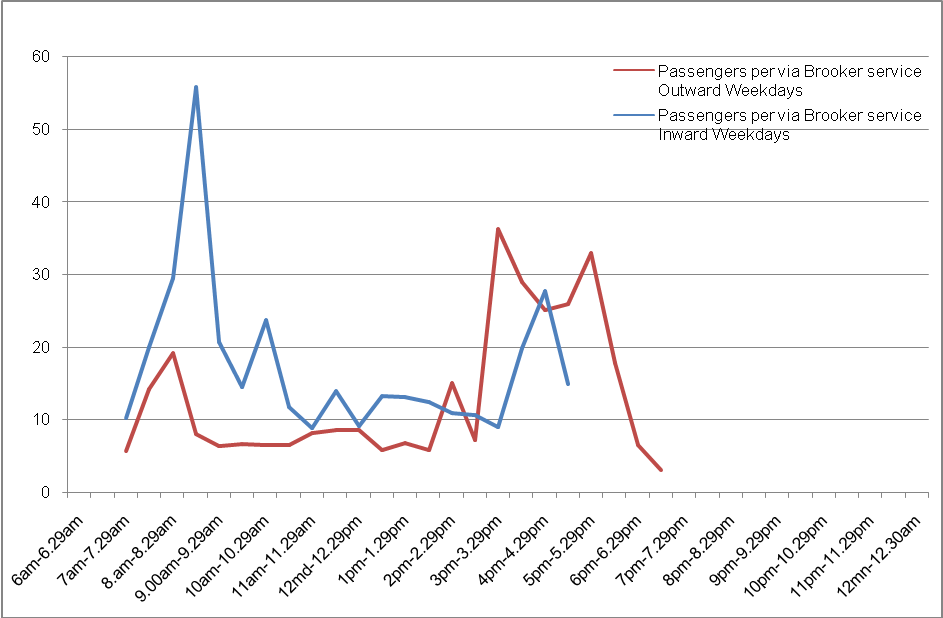 60
50
40
30
20
10
0
Passengers per via Brooker service
Outward Weekdays
Passengers per via Brooker service
Inward Weekdays
6am-6.29am
7am-7.29am
8.am-8.29am
9.00am-9.29am
10am-10.29am
11am-11.29am
12md-12.29pm
1pm-1.29pm
2pm-2.29pm
3pm-3.29pm
4pm-4.29pm
5pm-5.29pm
6pm-6.29pm
7pm-7.29pm
8pm-8.29pm
9pm-9.29pm
10pm-10.29pm
11pm-11.29pm
12mn-12.30am